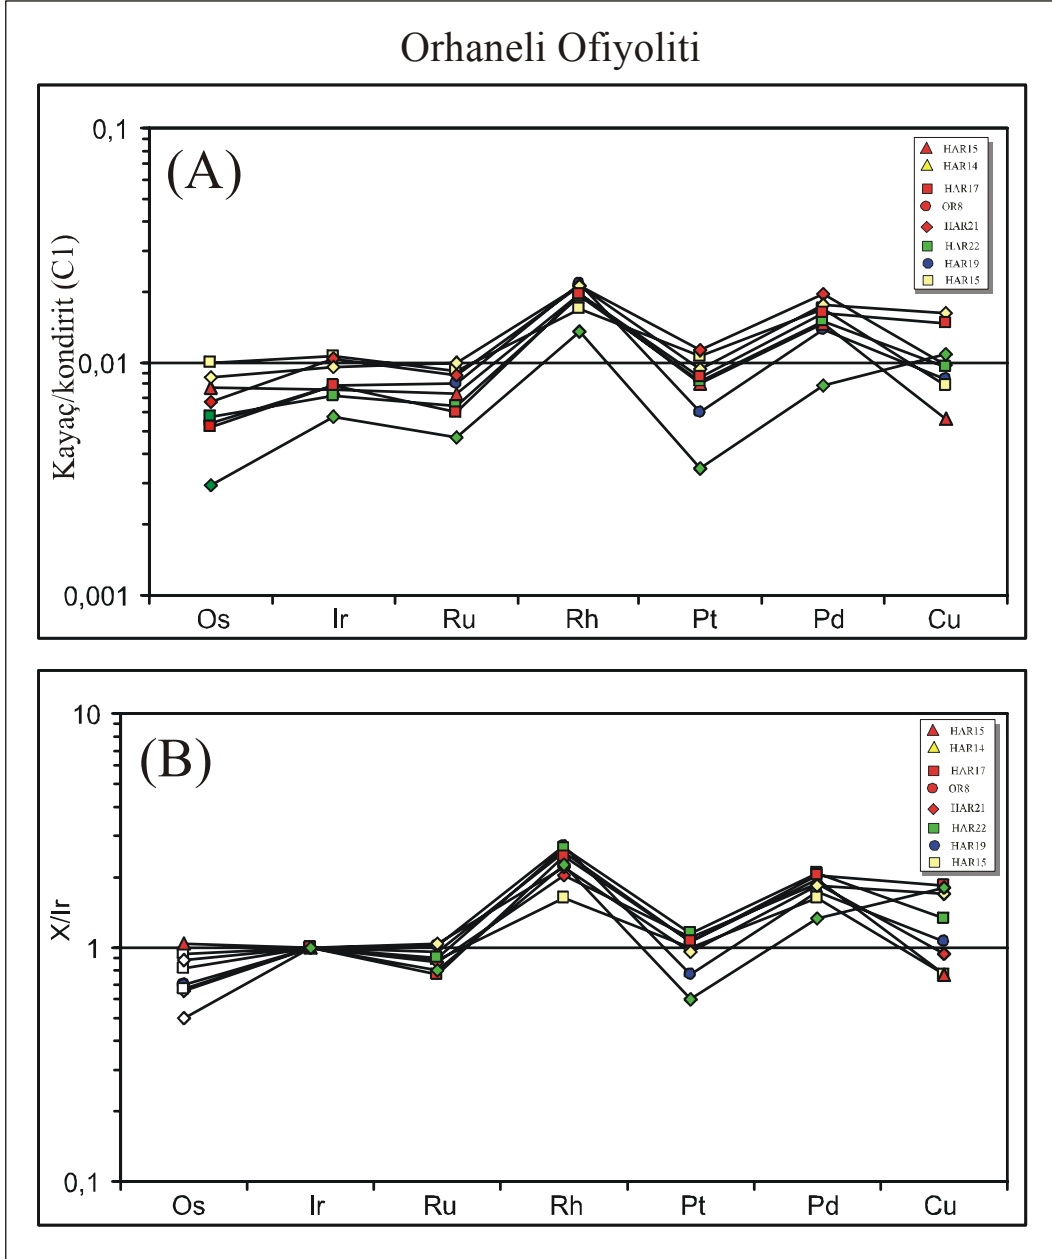 Orhaneli Ofiyoliti
(A)
Kayaç/kondirit (C1)
0,1
0,01
0,001
Os Ir Ru Rh Pt Pd Cu
HAR15
HAR14
HAR17
OR8
HAR21
HAR22
HAR19
HAR15
(B)
X/Ir
10
1
0,1
Os Ir Ru Rh Pt Pd Cu
HAR15
HAR14
HAR17
OR8
HAR21
HAR22
HAR19
HAR15